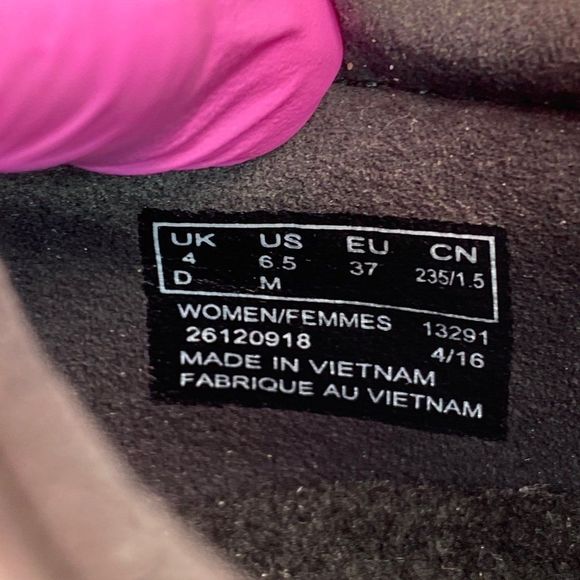 UK US EU CN
4 6.5 37 235/1.5
D M
WOMEN/FEMMES 13291
26120918 4/16
MADE IN VIETNAM
FABRIQUE AU VIETNAM